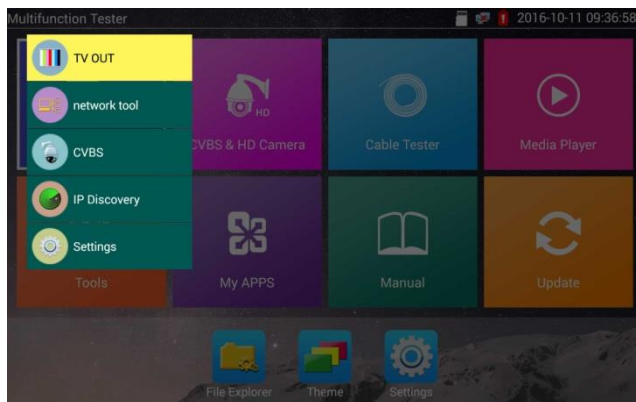 Multifunction Tester
2016-10-11 09:36:58
TV OUT
network tool
CVBS
IP Discovery
Settings
HD
CVBS & HD Camera
Cable Tester
Media Player
Tools
My APPS
Manual
Update
File Explorer
Theme
Settings